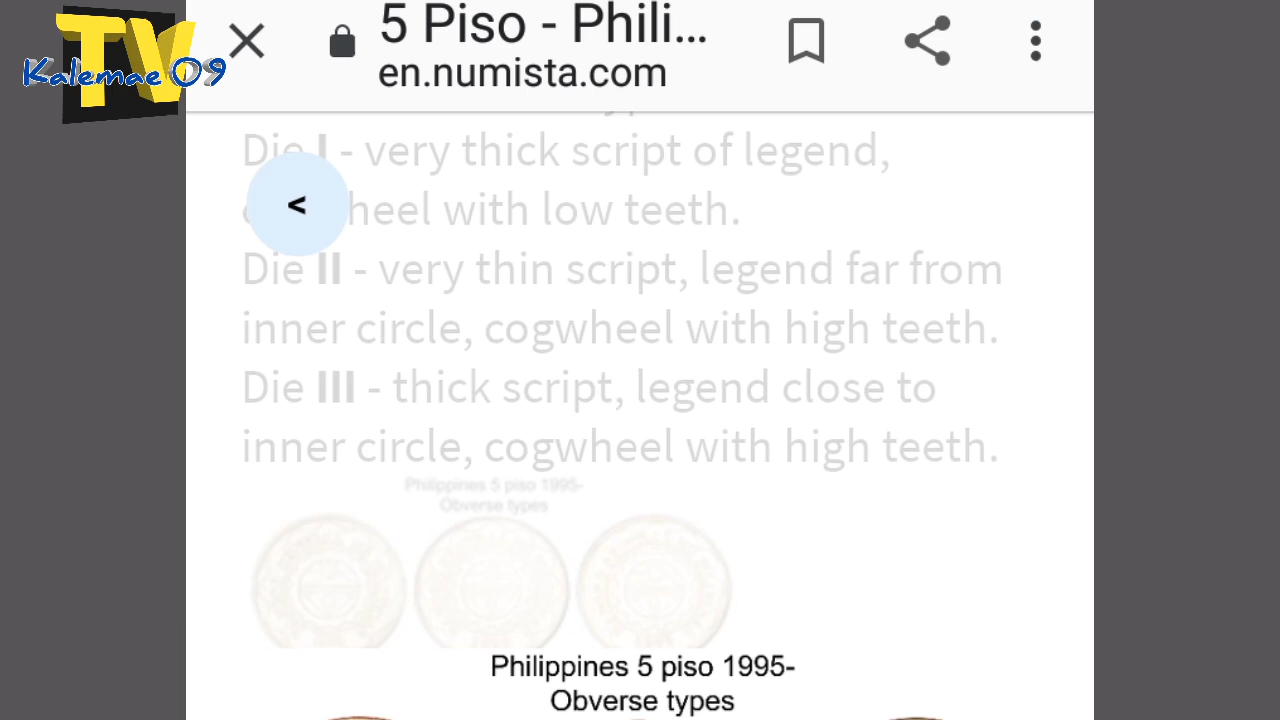 TV
Kalemae 09
5 Piso - Phili...
en.numista.com
Die I - very thick script of legend,
heel with low teeth.
Die II - very thin script, legend far from
inner circle, cogwheel with high teeth.
Die III - thick script, legend close to
inner circle, cogwheel with high teeth.
Philippines 5 piso 1995-
Obverse types
Philippines 5 piso 1995-
Obverse types